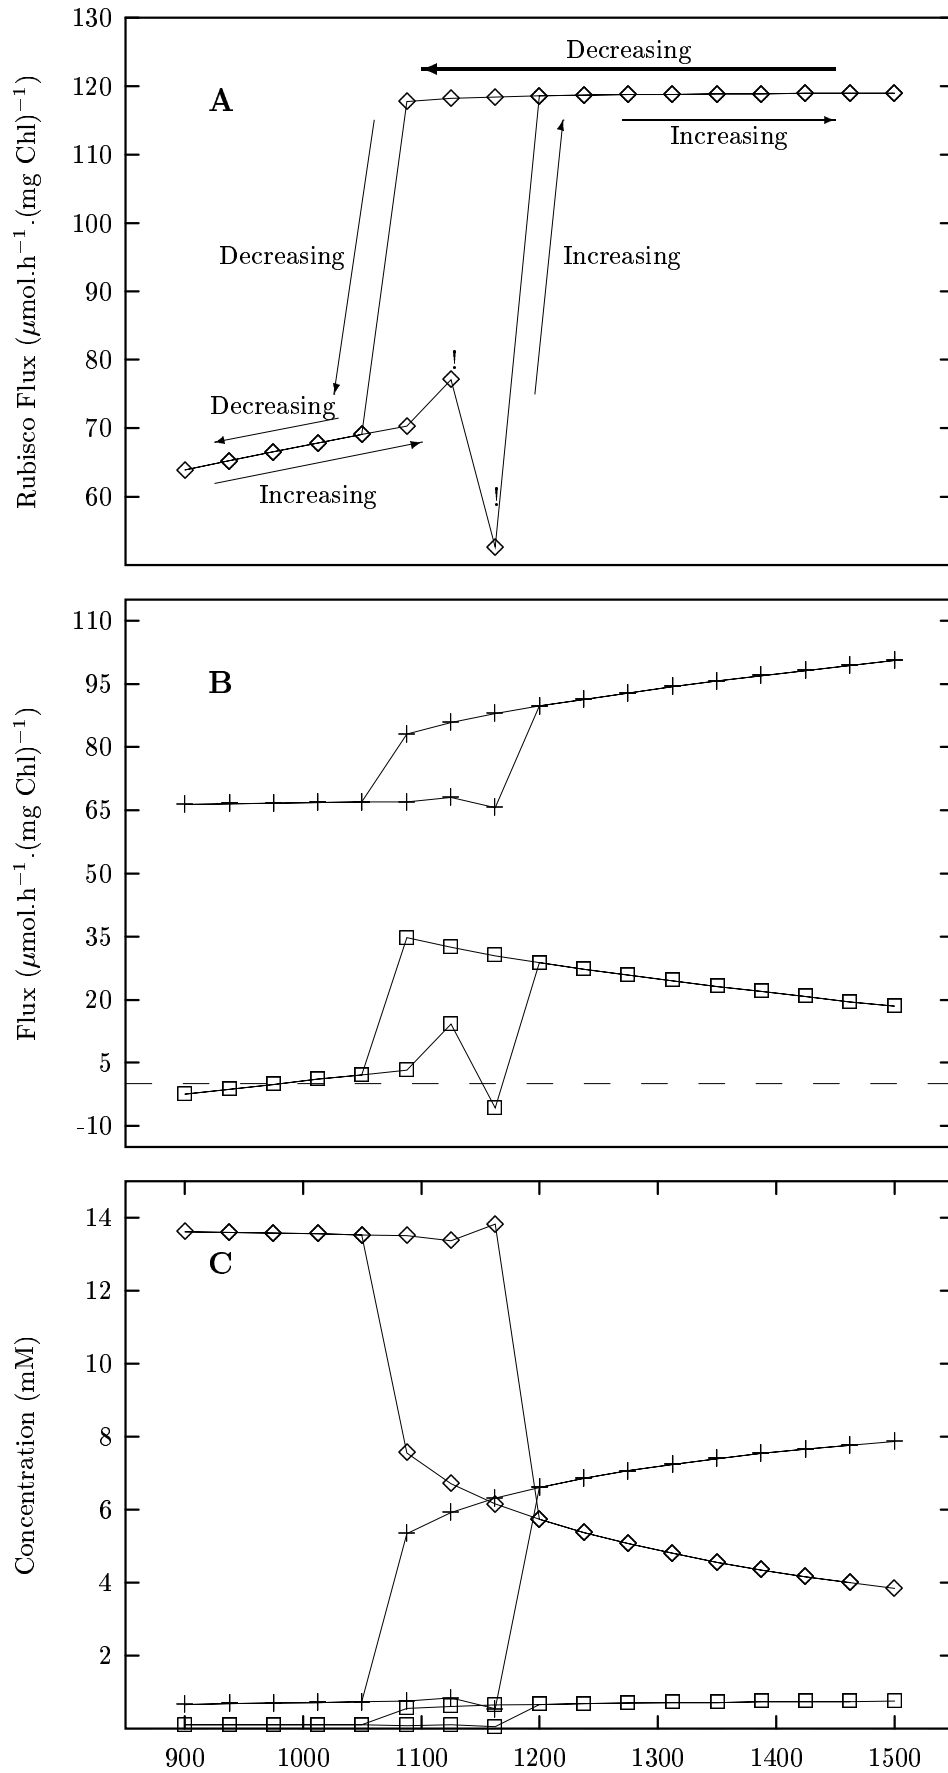 130
120
110
100
90
80
70
60
Rubisco Flux (μmol.h⁻¹.(mg Chl)⁻¹
A
Decreasing
Increasing
Decreasing
Increasing
!
Decreasing
Increasing
!
110
95
80
65
50
35
20
5
-10
Flux (μmol.h⁻¹.(mg Chl)⁻¹
B
14
12
10
8
6
4
2
Concentration (mM)
C
900 1000 1100 1200 1300 1400 1500